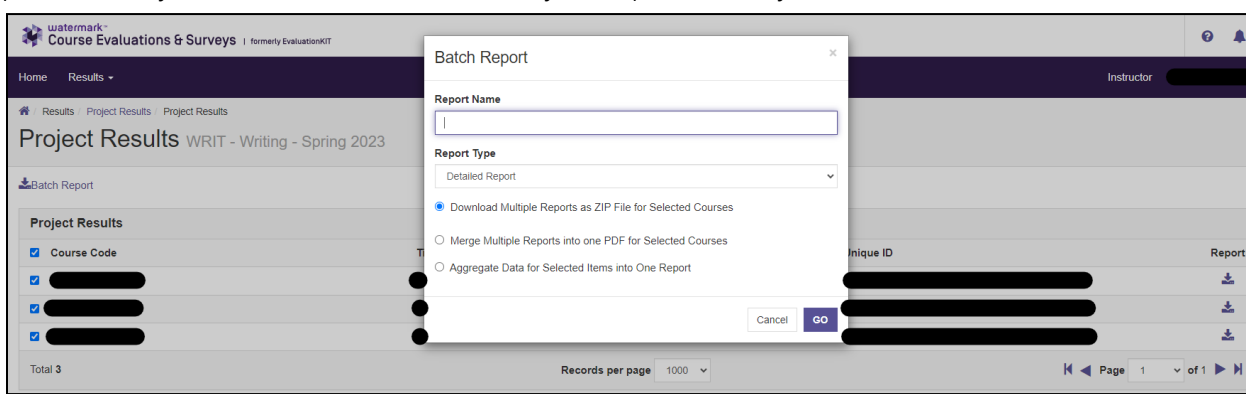 watermark™
Course Evaluations & Surveys | formerly EvaluationKIT
Home Results
Instructor
Results / Project Results / Project Results
Project Results WRIT - Writing - Spring 2023
Batch Report
Project Results
Course Code
Unique ID
Report
Total 3
Records per page 1000
Page 1 of 1
Batch Report
×
Report Name
Report Type
Detailed Report
Download Multiple Reports as ZIP File for Selected Courses
Merge Multiple Reports into one PDF for Selected Courses
Aggregate Data for Selected Items into One Report
Cancel GO